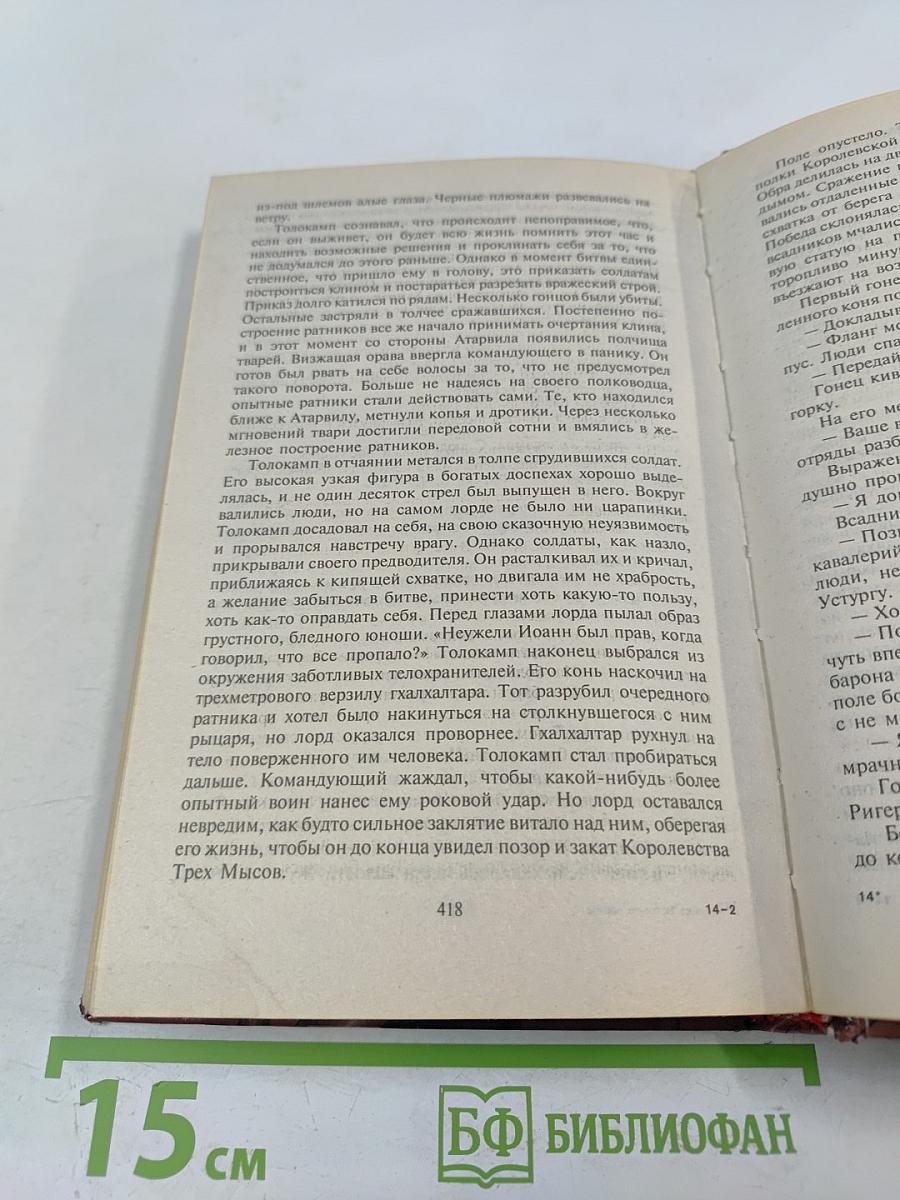 из-под шлемов алые глаза. Черные плюмажи развевались на
ветру.
Толокамп сознавал, что происходит непоправимое, что,
если он выживет, он будет всю жизнь помнить этот час и
находить возможные решения и проклинать себя за то, что
не додумался до этого раньше. Однако в момент битвы един-
ственное, что пришло ему в голову, это приказать солдатам
построиться клином и постараться разрезать вражеский строй.
Приказ долго катился по рядам. Несколько гонцов были убиты.
Остальные застряли в толчее сражавшихся. Постепенно по-
строение ратников все же начало принимать очертания клина,
и в этот момент со стороны Атарвила появились полчища
тварей. Визжащая орава ввергла командующего в панику. Он
готов был рвать на себе волосы за то, что не предусмотрел
такого поворота. Больше не надеясь на своего полководца,
опытные ратники стали действовать сами. Те, кто находился
ближе к Атарвилу, метнули копья и дротики. Через несколько
мгновений твари достигли передовой сотни и вмялись в же-
лезное построение ратников.
Толокамп в отчаянии метался в толпе сгрудившихся солдат.
Его высокая узкая фигура в богатых доспехах хорошо выде-
лялась, и не один десяток стрел был выпущен в него. Вокруг
валились люди, но на самом лорде не было ни царапинки.
Толокамп досадовал на себя, на свою сказочную неуязвимость
и прорывался навстречу врагу. Однако солдаты, как назло,
прикрывали своего предводителя. Он расталкивал их и кричал,
приближаясь к кипящей схватке, но двигала им не храбрость,
а желание забыться в битве, принести хоть какую-то пользу,
хоть как-то оправдать себя. Перед глазами лорда пылал образ
грустного, бледного юноши. «Неужели Иоанн был прав, когда
говорил, что все пропало?» Толокамп наконец выбрался из
окружения заботливых телохранителей. Его конь наскочил на
трехметрового верзилу гхалхалтара. Тот разрубил очередного
ратника и хотел было накинуться на столкнувшегося с ним
рыцаря, но лорд оказался проворнее. Гхалхалтар рухнул на
тело поверженного им человека. Толокамп стал пробираться
дальше. Командующий жаждал, чтобы какой-нибудь более
опытный воин нанес ему роковой удар. Но лорд оставался
невредим, как будто сильное заклятие витало над ним, оберегая
его жизнь, чтобы он до конца увидел позор и закат Королевства
Трех Мысов.
418
14-2
Поле опустело.
полки Королевской
Обра делилась на
дымом. Сражение
вались отдаленные
схватка от берега
Победа склонялась
всадников мчались
вую статую на
торопливо
въезжают на
Первый
ленного коня
— Докладыв
— Фланг
пус. Люди
— Передай
Гонец
горку.
На его
— Ваше
отряды
душно
— Я
— 
кавалерий
люди,
Устургу.
— 
— 
чуть
барона
поле
с не
— 
мрачн
Ригер
до
14*
15 см
БФ БИБЛИОФАН